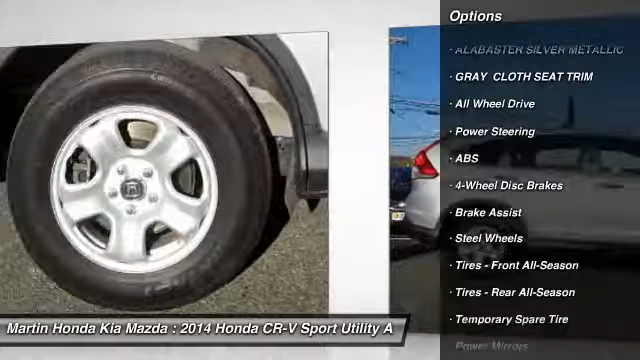 Options
· ALABASTER SILVER METALLIC
· GRAY CLOTH SEAT TRIM
· All Wheel Drive
· Power Steering
· ABS
· 4-Wheel Disc Brakes
· Brake Assist
· Steel Wheels
· Tires - Front All-Season
· Tires - Rear All-Season
· Temporary Spare Tire
· Power Mirrors
Martin Honda Kia Mazda : 2014 Honda CR-V Sport Utility A